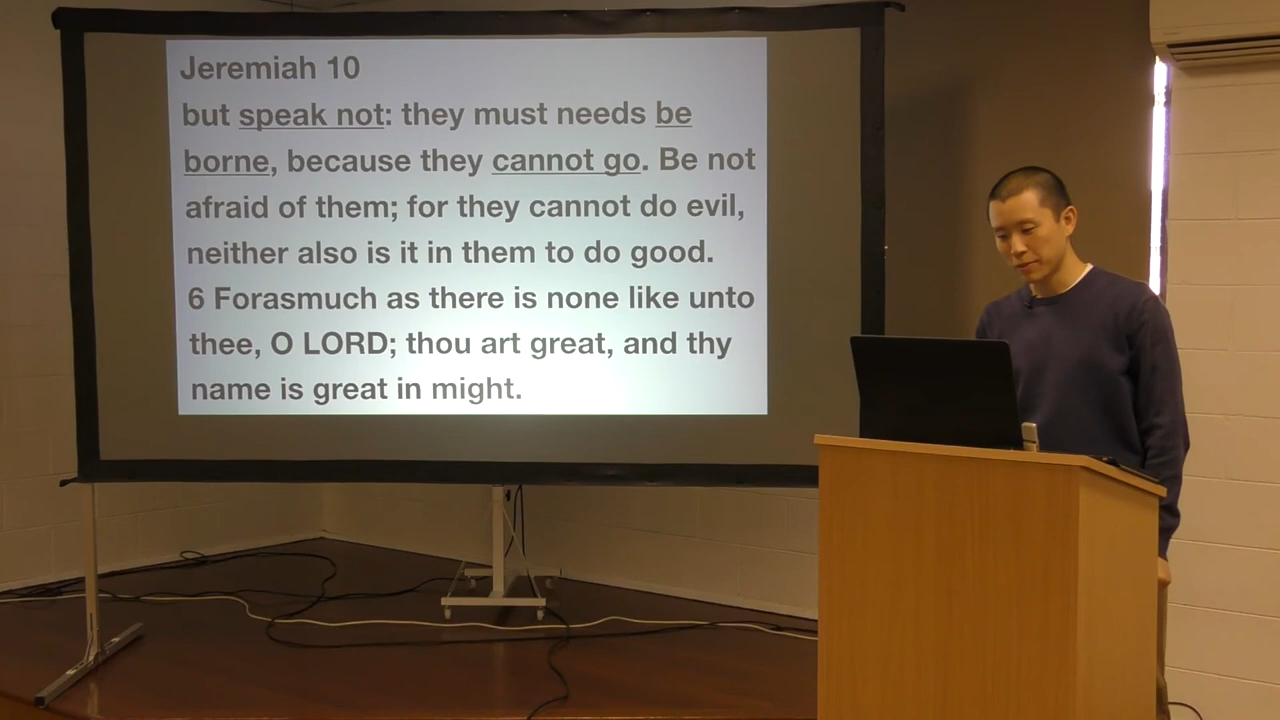 Jeremiah 10
but speak not: they must needs be
borne, because they cannot go. Be not
afraid of them; for they cannot do evil,
neither also is it in them to do good.
6 Forasmuch as there is none like unto
thee, O LORD; thou art great, and thy
name is great in might.